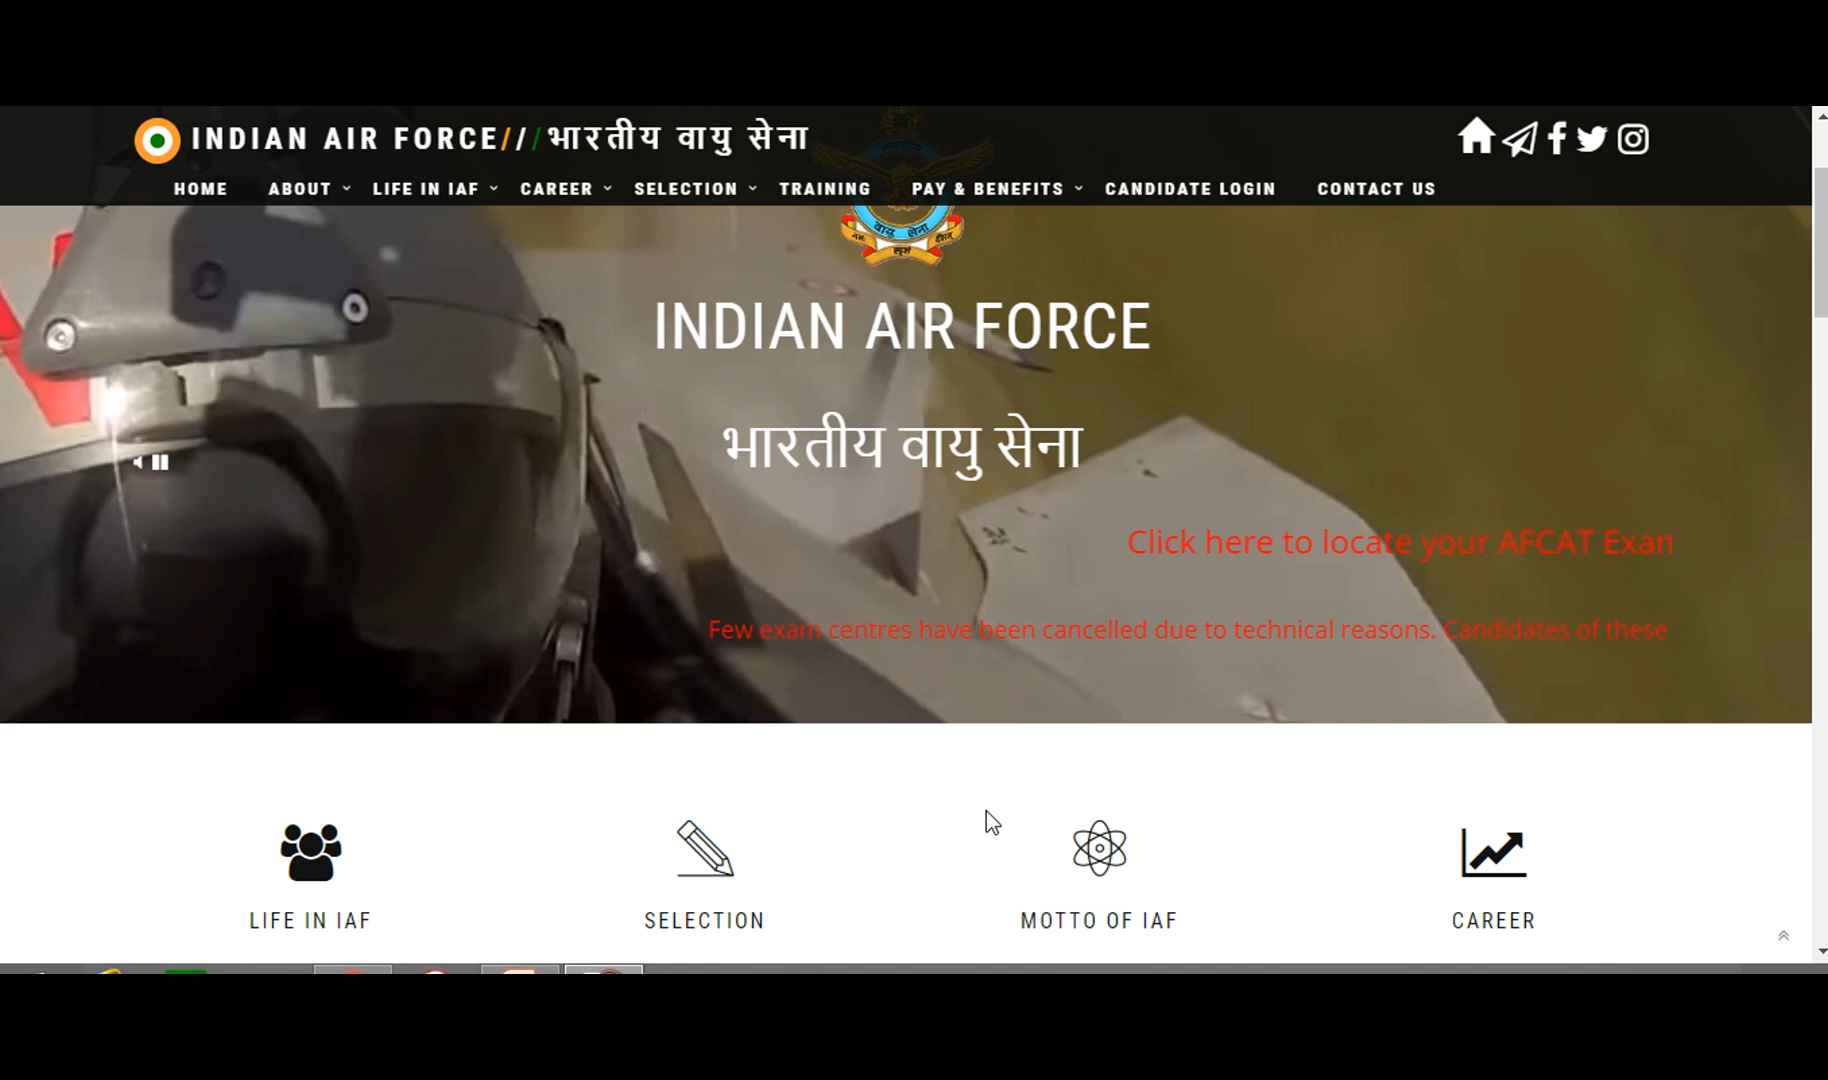 INDIAN AIR FORCE///भारतीय वायु सेना
HOME ABOUT LIFE IN IAF CAREER SELECTION TRAINING PAY & BENEFITS CANDIDATE LOGIN CONTACT US
वायु सेना
INDIAN AIR FORCE
भारतीय वायु सेना
Click here to locate your AFCAT Exan
Few exam centres have been cancelled due to technical reasons. Candidates of these
LIFE IN IAF
SELECTION
MOTTO OF IAF
CAREER